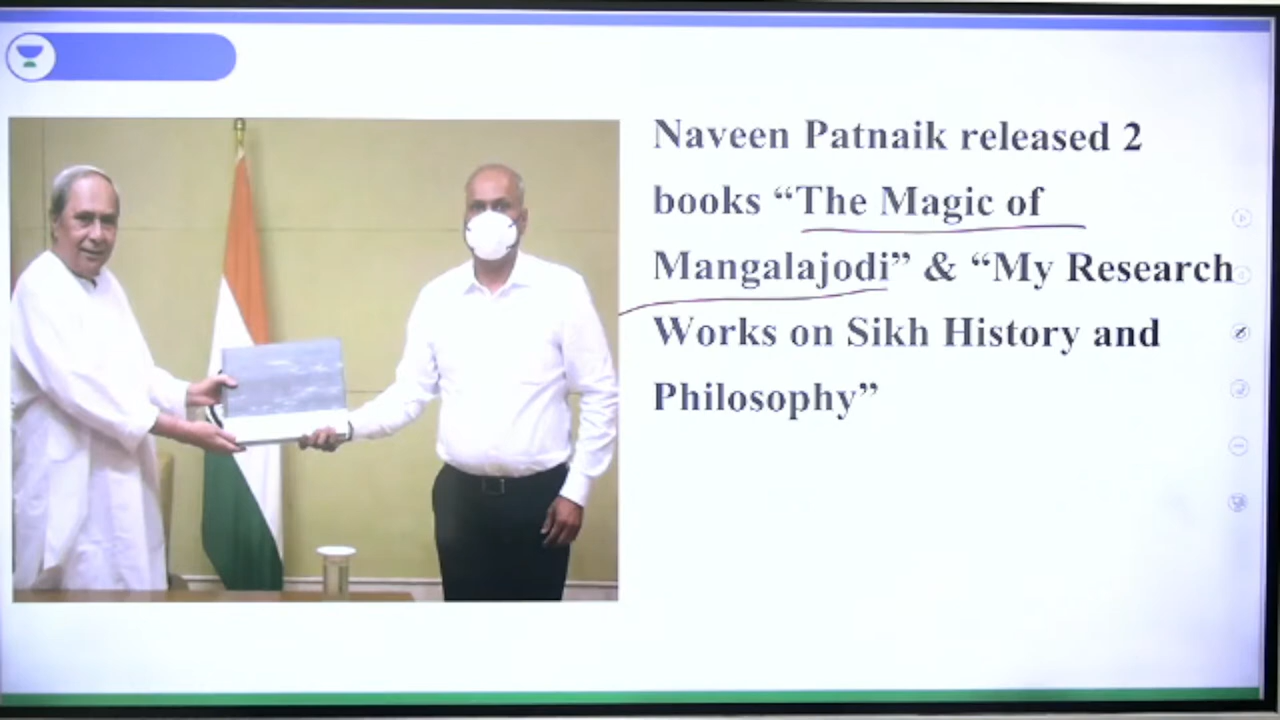 Naveen Patnaik released 2
books “The Magic of
Mangalajodi” & “My Research
Works on Sikh History and
Philosophy”